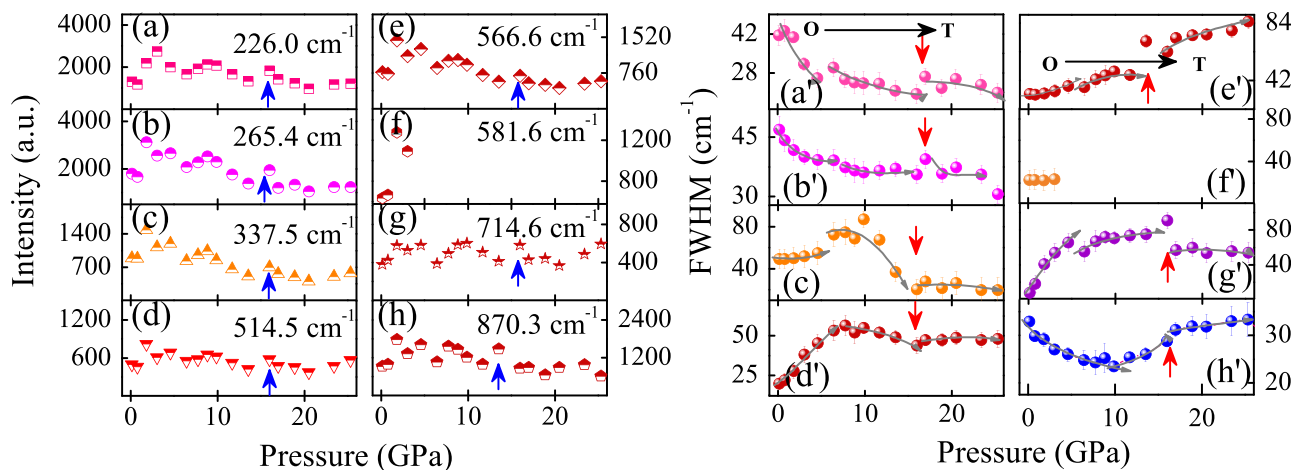 4000
2000
(a)
226.0 cm-1
(e)
566.6 cm-1
1520
760
4000
2000
(b)
265.4 cm-1
(f)
581.6 cm-1
1200
800
1400
700
(c)
337.5 cm-1
(g)
714.6 cm-1
800
400
1200
600
(d)
514.5 cm-1
(h)
870.3 cm-1
2400
1200
0 10 20 0 10 20
Intensity (a.u.)
Pressure (GPa)
42
28
O T
(a')
O T
(e')
84
42
45
30
(b')
(f')
80
40
80
40
(c)
(g')
80
40
50
25
(d')
(h')
30
20
0 10 20 0 10 20
FWHM (cm-1)
Pressure (GPa)